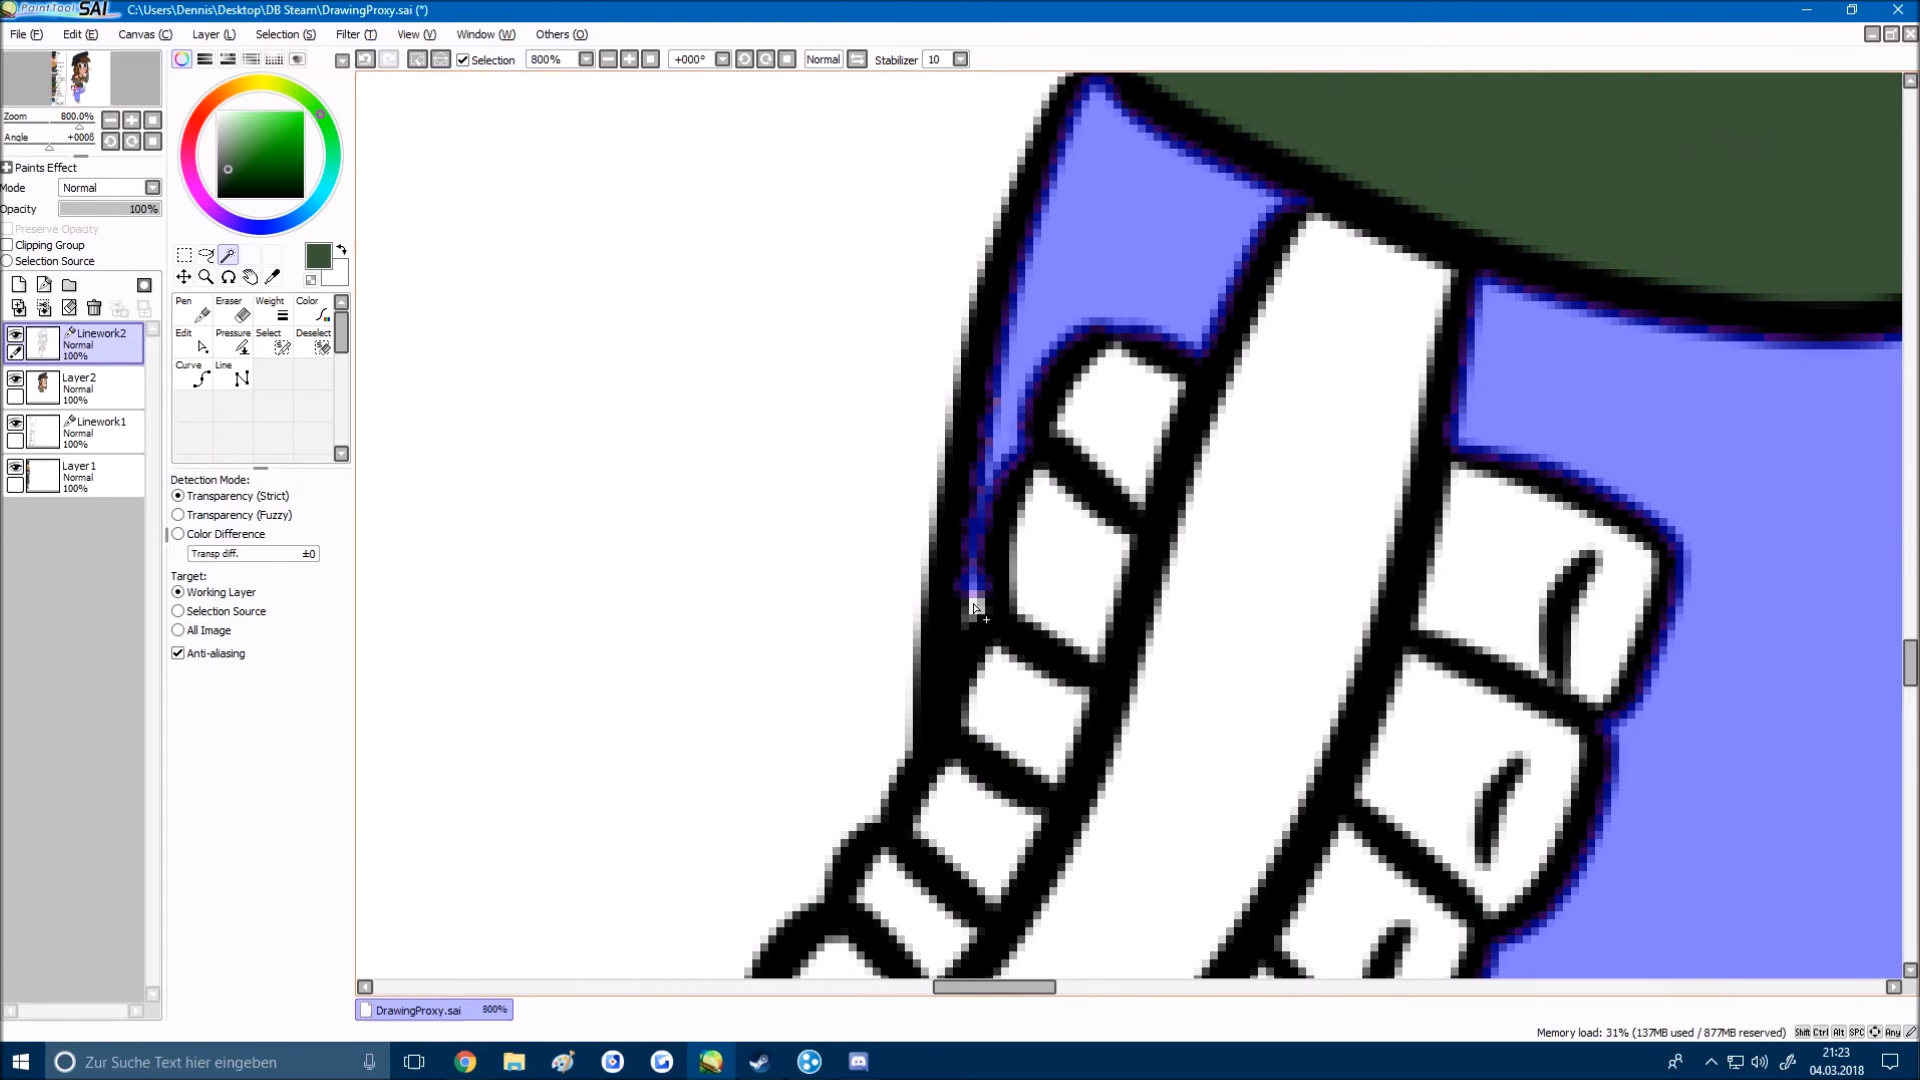 PaintTool SAI C:\Users\Dennis\Desktop\DB Steam\DrawingProxy.sai (*)
File (F) Edit (E) Canvas (C) Layer (L) Selection (S) Filter (T) View (V) Window (W) Others (O)
Selection 800% +000° Normal Stabilizer 10
Zoom 800.0%
Angle +000ß
Paints Effect
Mode Normal
Opacity 100%
Preserve Opacity
Clipping Group
Selection Source
Linework2
Normal
100%
Layer2
Normal
100%
Linework1
Normal
100%
Layer1
Normal
100%
Pen Eraser Weight Color
Edit Pressure Select Deselect
Curve Line
Detection Mode:
Transparency (Strict)
Transparency (Fuzzy)
Color Difference
Transp diff. ±0
Target:
Working Layer
Selection Source
All Image
Anti-aliasing
DrawingProxy.sai 800%
Memory load: 31% (137MB used / 877MB reserved) Shift Ctrl Alt SPC Any
Zur Suche Text hier eingeben
21:23
04.03.2018